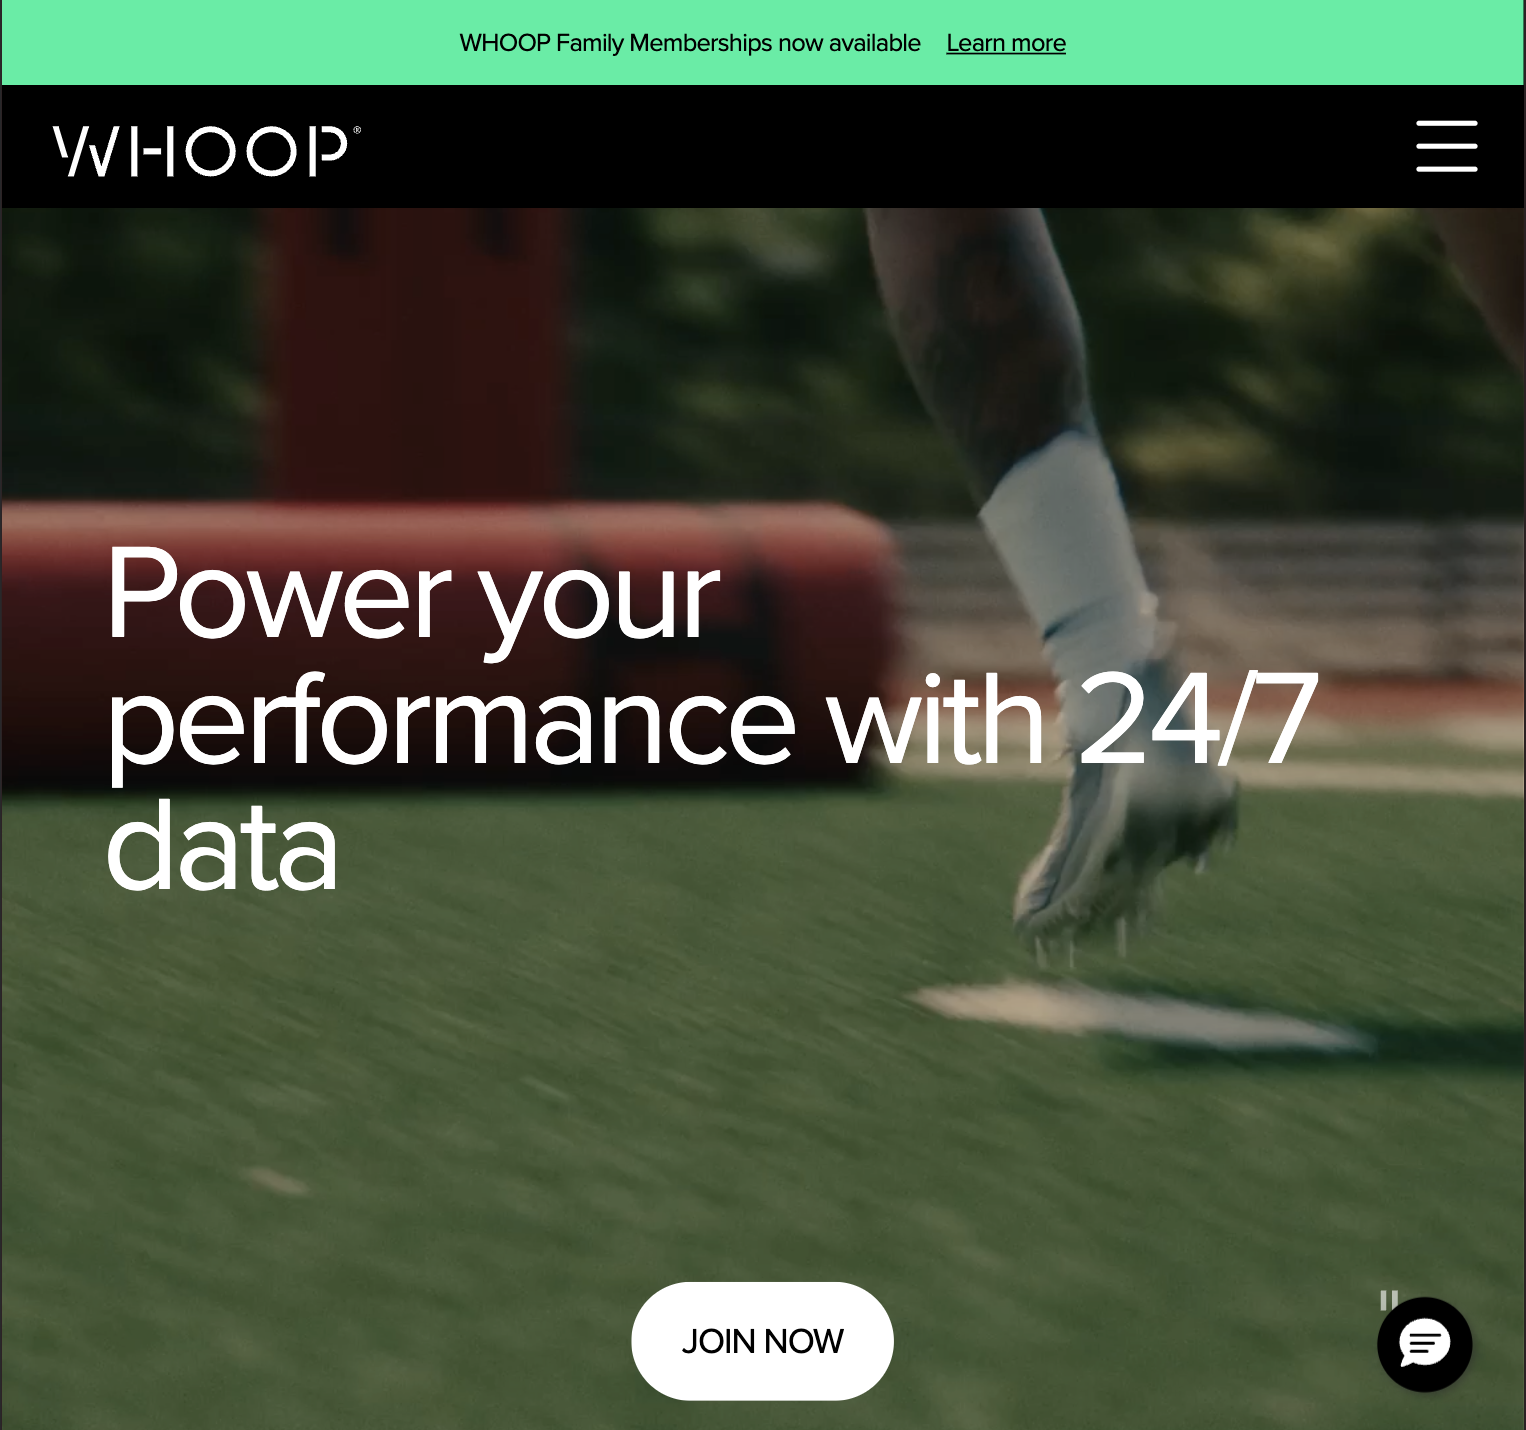 WHOOP Family Memberships now available Learn more
WHOOP®
Power your
performance with 24/7
data
JOIN NOW